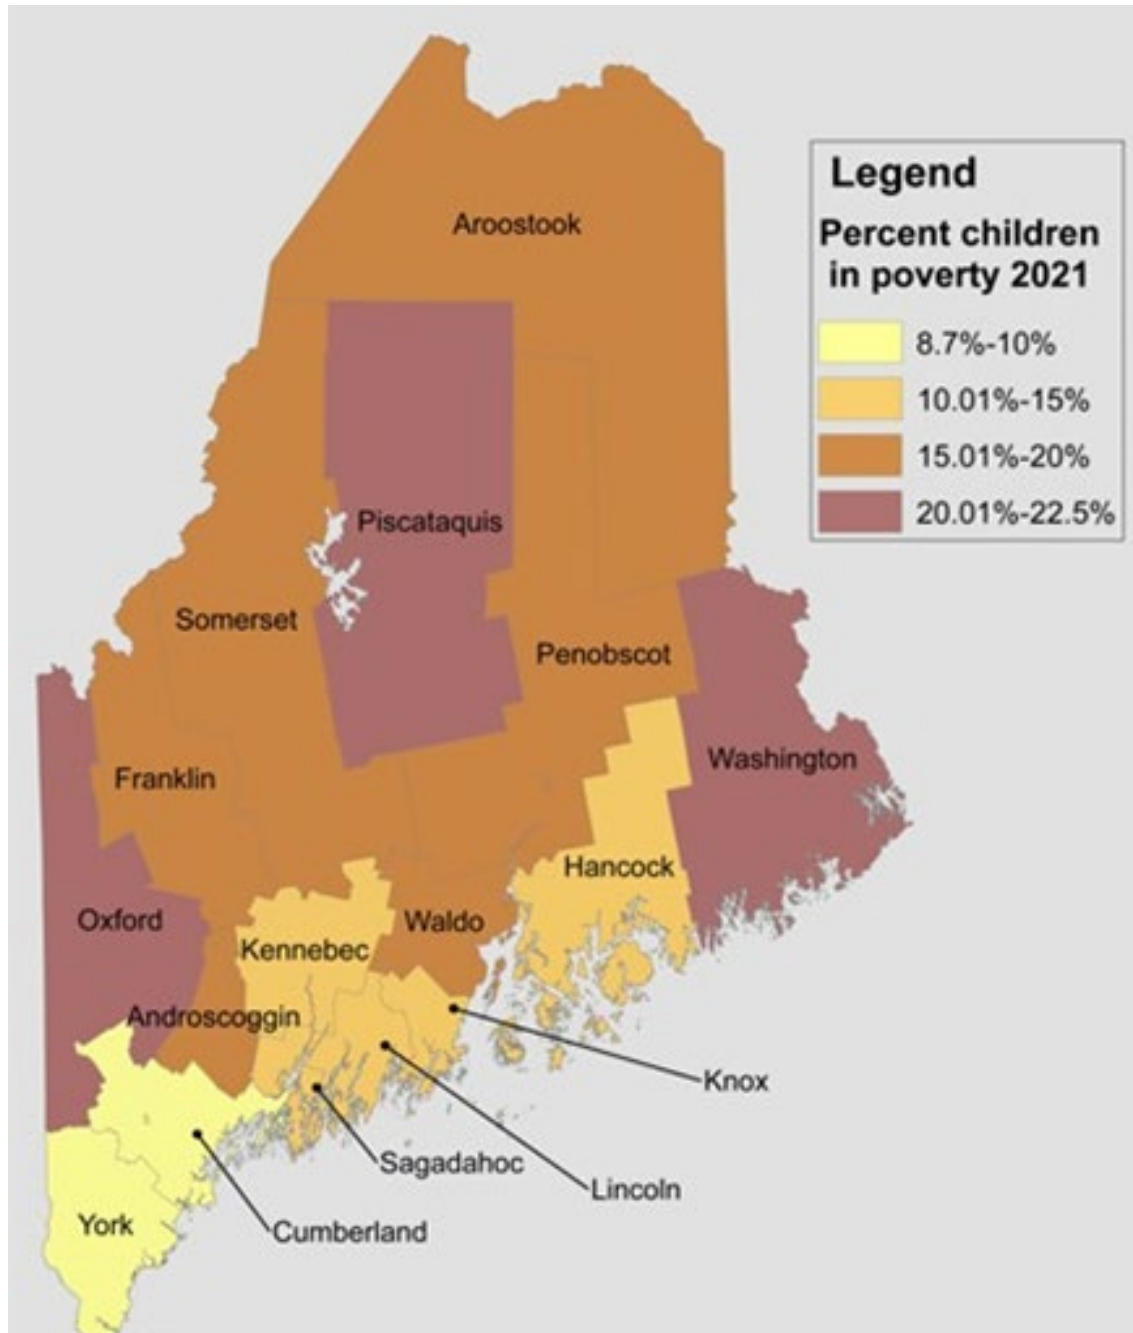 Legend
Percent children
in poverty 2021
8.7%-10%
10.01%-15%
15.01%-20%
20.01%-22.5%
Aroostook
Piscataquis
Somerset
Penobscot
Washington
Franklin
Hancock
Oxford
Waldo
Kennebec
Androscoggin
Knox
Sagadahoc
Lincoln
Cumberland
York